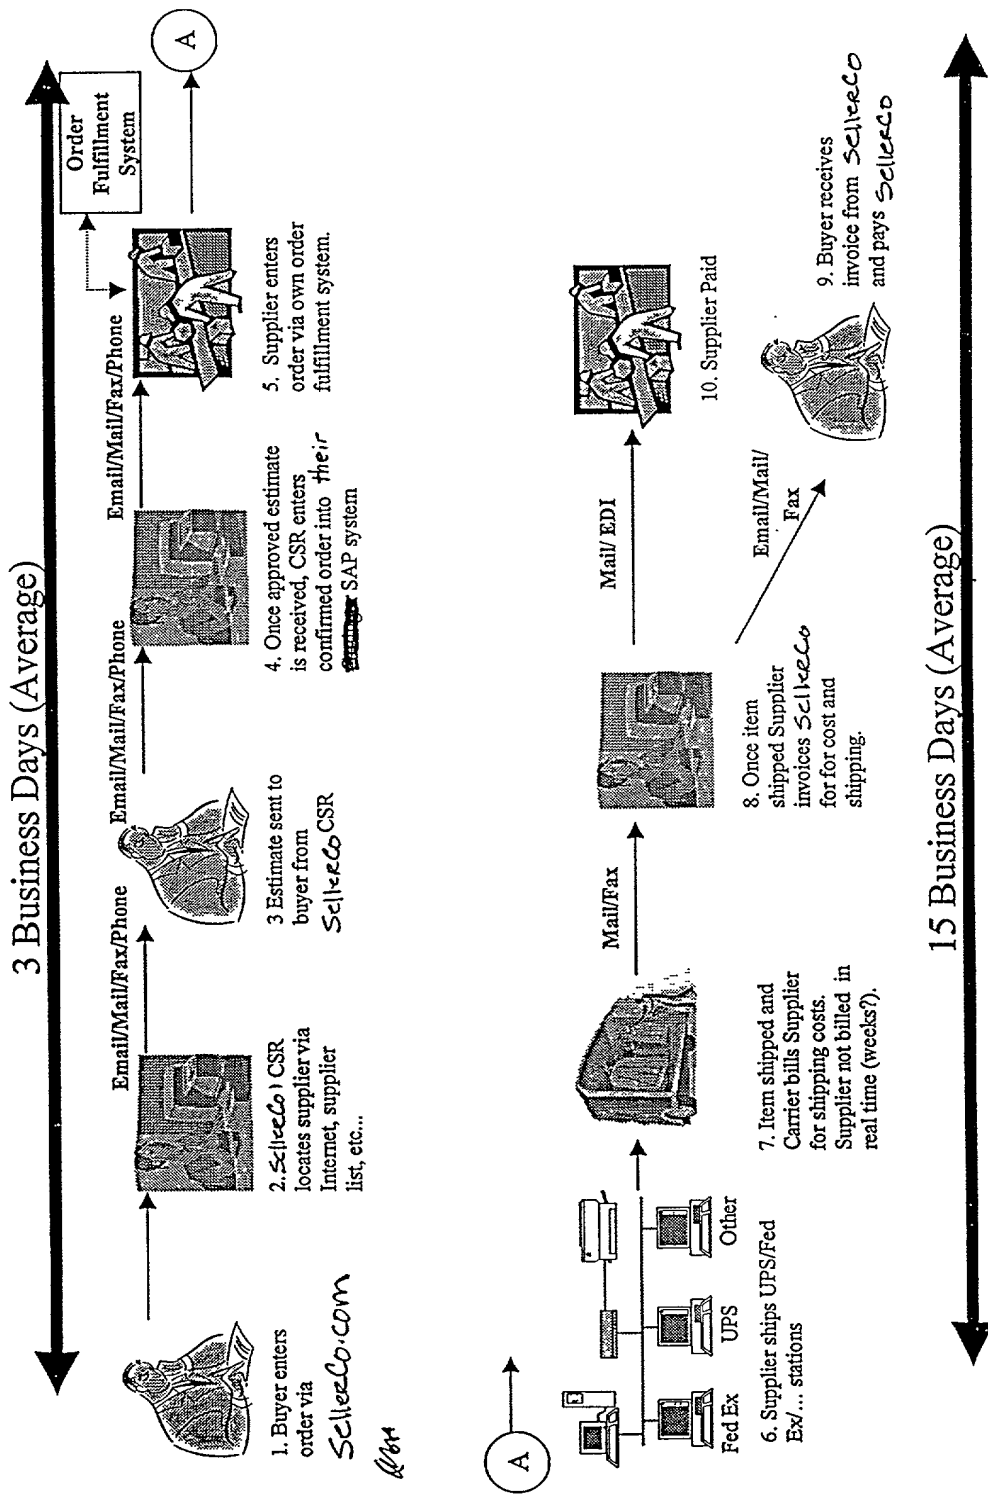 3 Business Days (Average)
Order
Fulfillment
System
Email/Mail/Fax/Phone
Email/Mail/Fax/Phone
Email/Mail/Fax/Phone
A
1. Buyer enters
order via
SellerCo.com
2. SellerCo) CSR
locates supplier via
Internet, supplier
list, etc...
3 Estimate sent to
buyer from
SellerCo CSR
4. Once approved estimate
is received, CSR enters
confirmed order into their
SAP system
5. Supplier enters
order via own order
fulfillment system.
A
Fed Ex
UPS
Other
6. Supplier ships UPS/Fed
Ex/... stations
7. Item shipped and
Carrier bills Supplier
for shipping costs.
Supplier not billed in
real time (weeks?).
Mail/Fax
8. Once item
shipped Supplier
invoices SellerCo
for for cost and
shipping.
Mail/ EDI
10. Supplier Paid
Email/Mail/
Fax
9. Buyer receives
invoice from SellerCo
and pays SellerCo
15 Business Days (Average)